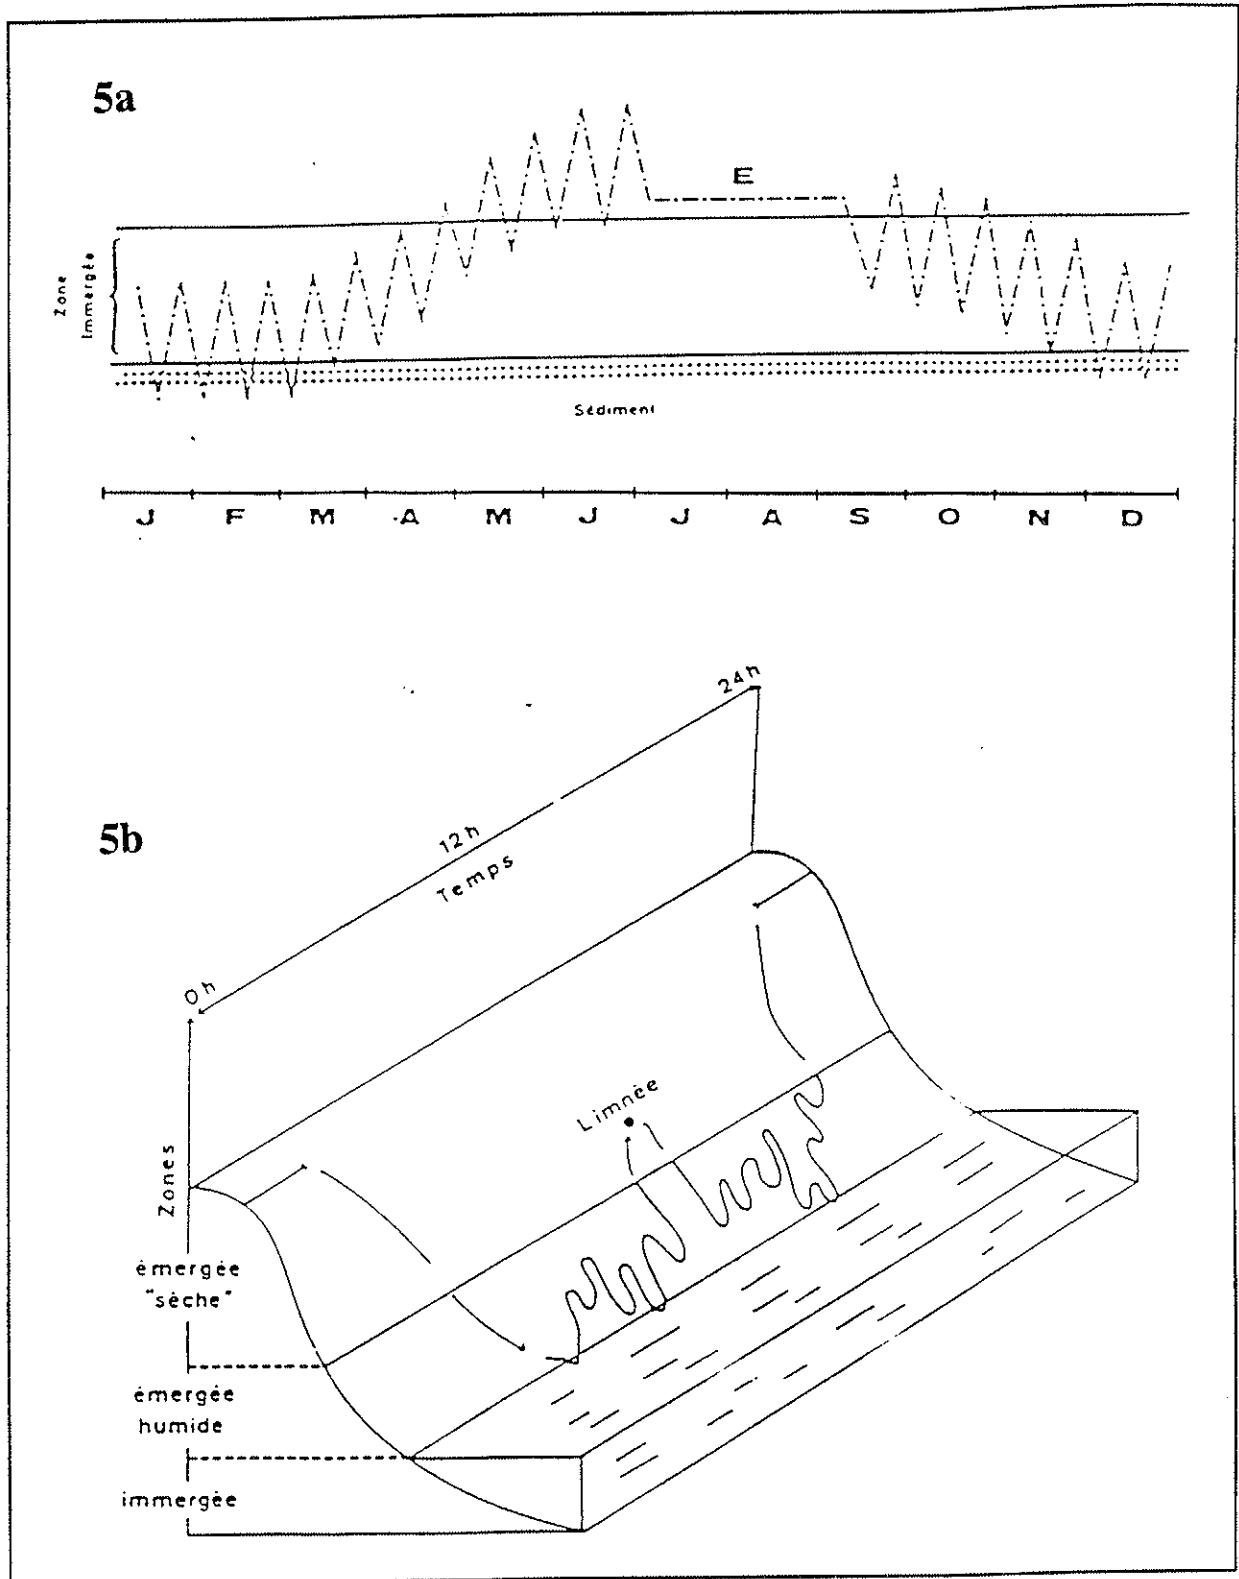 5a
E
Zone
Immergée
Sédiment
J F M A M J J A S O N D
5b
24h
12h
Temps
0h
Limnée
Zones
émergée
"sèche"
émergée
humide
immergée